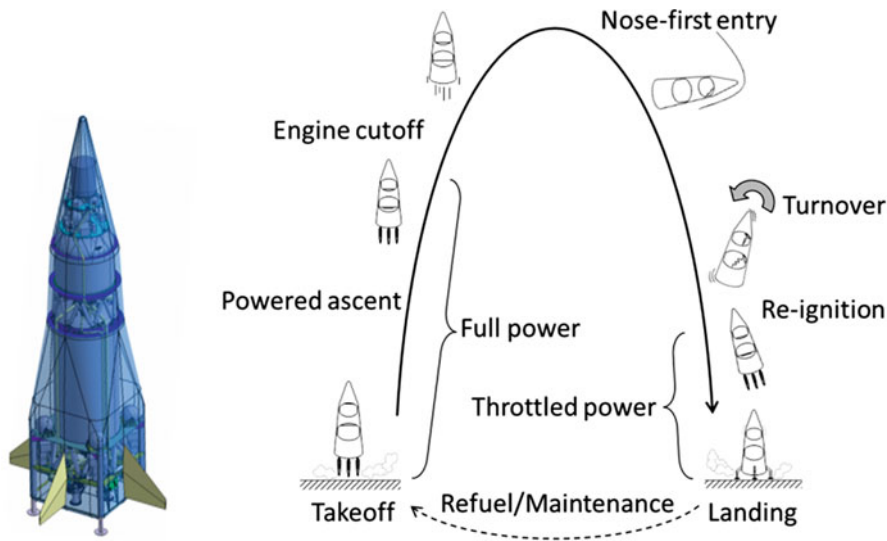 Nose-first entry
Engine cutoff
Turnover
Powered ascent
Re-ignition
Full power
Throttled power
Takeoff
Refuel/Maintenance
Landing